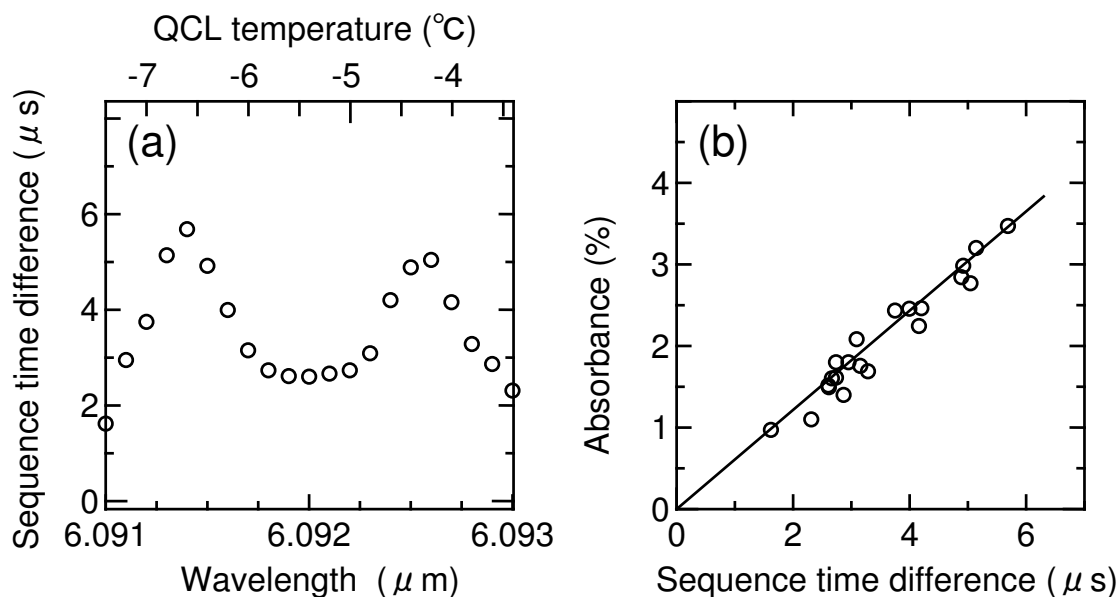 QCL temperature (℃)
-7 -6 -5 -4
Sequence time difference (μs)
(a)
6
4
2
0
6.091 6.092 6.093
Wavelength (μm)
Absorbance (%)
(b)
4
3
2
1
0
0 2 4 6
Sequence time difference (μs)